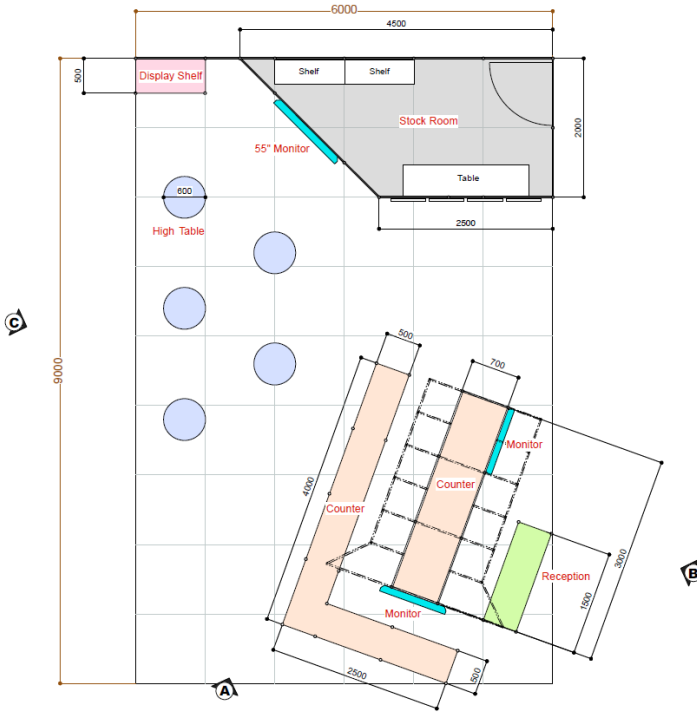 6000
4500
Display Shelf
Shelf
Shelf
500
Stock Room
2000
55" Monitor
Table
600
2500
High Table
C
9000
500
700
Monitor
4000
Counter
Counter
3000
Reception
B
1500
Monitor
2500
500
A